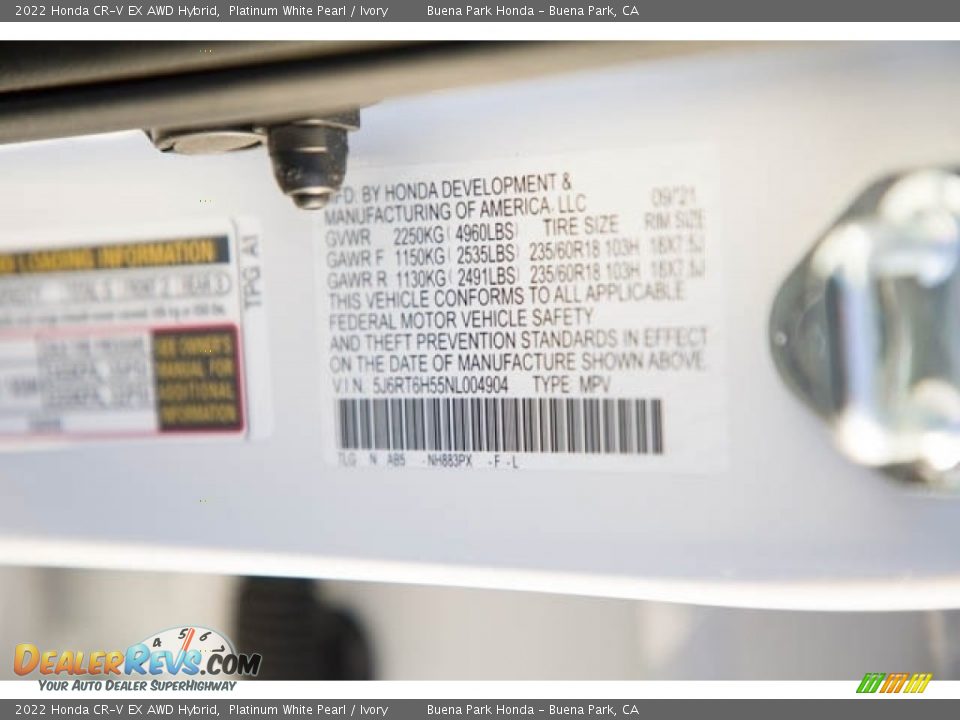 2022 Honda CR-V EX AWD Hybrid, Platinum White Pearl / Ivory Buena Park Honda - Buena Park, CA
MFD. BY HONDA DEVELOPMENT &
MANUFACTURING OF AMERICA, LLC 09/21
GVWR 2250KG ( 4960LBS) TIRE SIZE RIM SIZE
GAWR F 1150KG ( 2535LBS) 235/60R18 103H 18X7.5J
GAWR R 1130KG ( 2491LBS) 235/60R18 103H 18X7.5J
THIS VEHICLE CONFORMS TO ALL APPLICABLE
FEDERAL MOTOR VEHICLE SAFETY
AND THEFT PREVENTION STANDARDS IN EFFECT
ON THE DATE OF MANUFACTURE SHOWN ABOVE.
V.I.N. 5J6RT6H55NL004904 TYPE MPV
TLG N AB5 -NH883PX -F -L
LOADING INFORMATION
TPG A1
SEE OWNER'S
MANUAL FOR
ADDITIONAL
INFORMATION
4 5 6
DEALERREVS.COM
YOUR AUTO DEALER SUPERHIGHWAY
2022 Honda CR-V EX AWD Hybrid, Platinum White Pearl / Ivory Buena Park Honda - Buena Park, CA